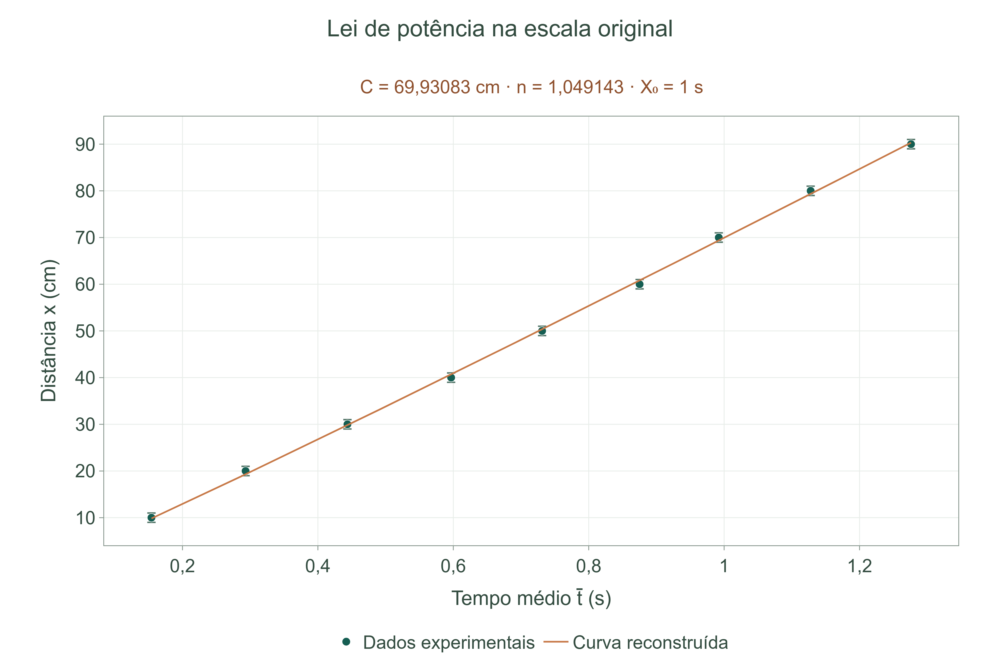 Lei de potência na escala original
C = 69,93083 cm · n = 1,049143 · X₀ = 1 s
Distância x (cm)
90
80
70
60
50
40
30
20
10
0,2 0,4 0,6 0,8 1 1,2
Tempo médio t̄ (s)
Dados experimentais Curva reconstruída